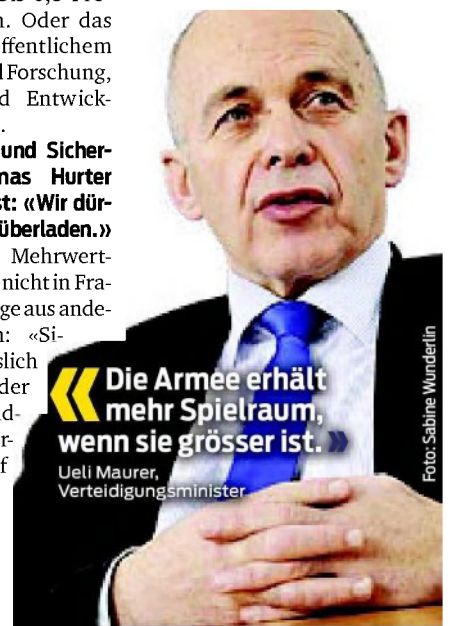 n. Oder das
ffentlichem
Forschung,
d Entwick-
und Sicher-
mas Hurter
st: «Wir dür-
überladen.»
Mehrwert-
nicht in Fra-
ge aus ande-
n: «Si-
slich
der
d-
r-
f
«Die Armee erhält
mehr Spielraum,
wenn sie grösser ist.»
Ueli Maurer,
Verteidigungsminister
Foto: Sabine Wunderlin